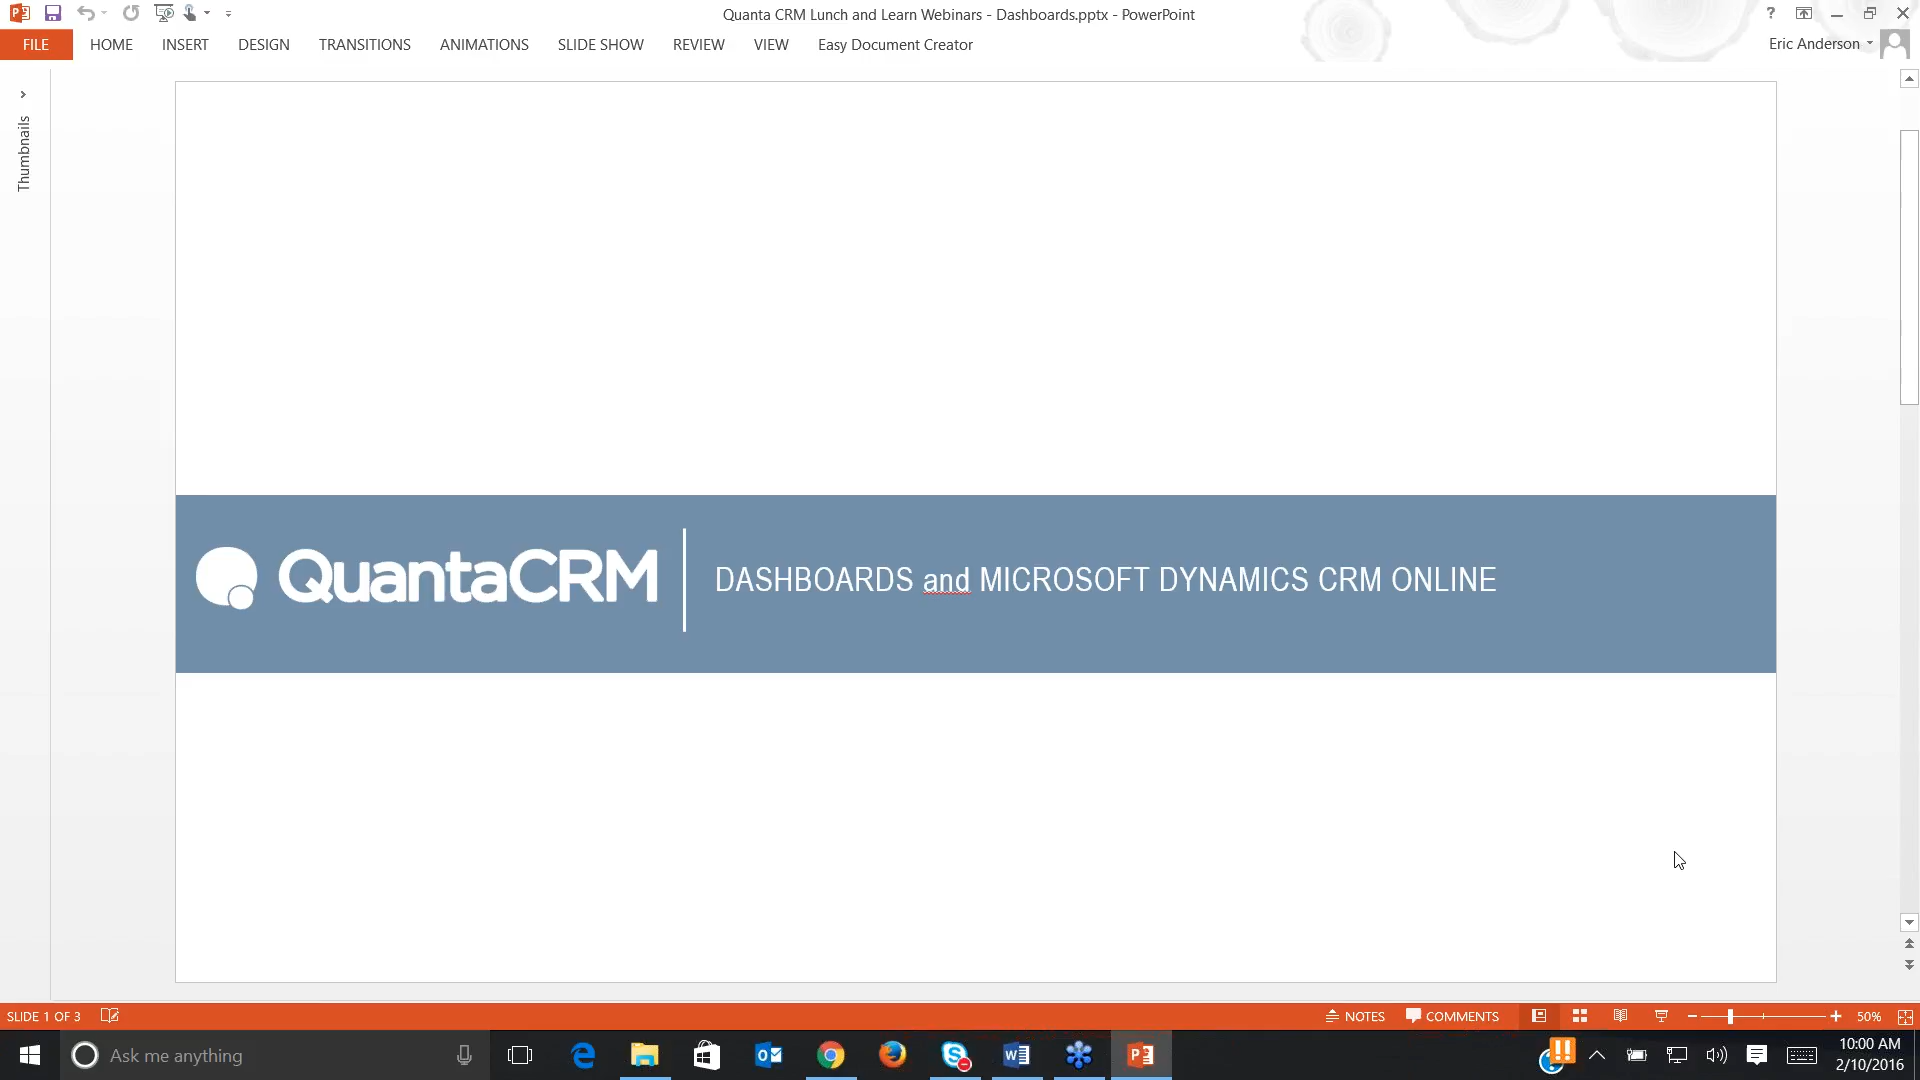 Quanta CRM Lunch and Learn Webinars - Dashboards.pptx - PowerPoint
?
FILE HOME INSERT DESIGN TRANSITIONS ANIMATIONS SLIDE SHOW REVIEW VIEW Easy Document Creator
Eric Anderson
Thumbnails
QuantaCRM
DASHBOARDS and MICROSOFT DYNAMICS CRM ONLINE
SLIDE 1 OF 3
NOTES COMMENTS 50%
Ask me anything
10:00 AM
2/10/2016